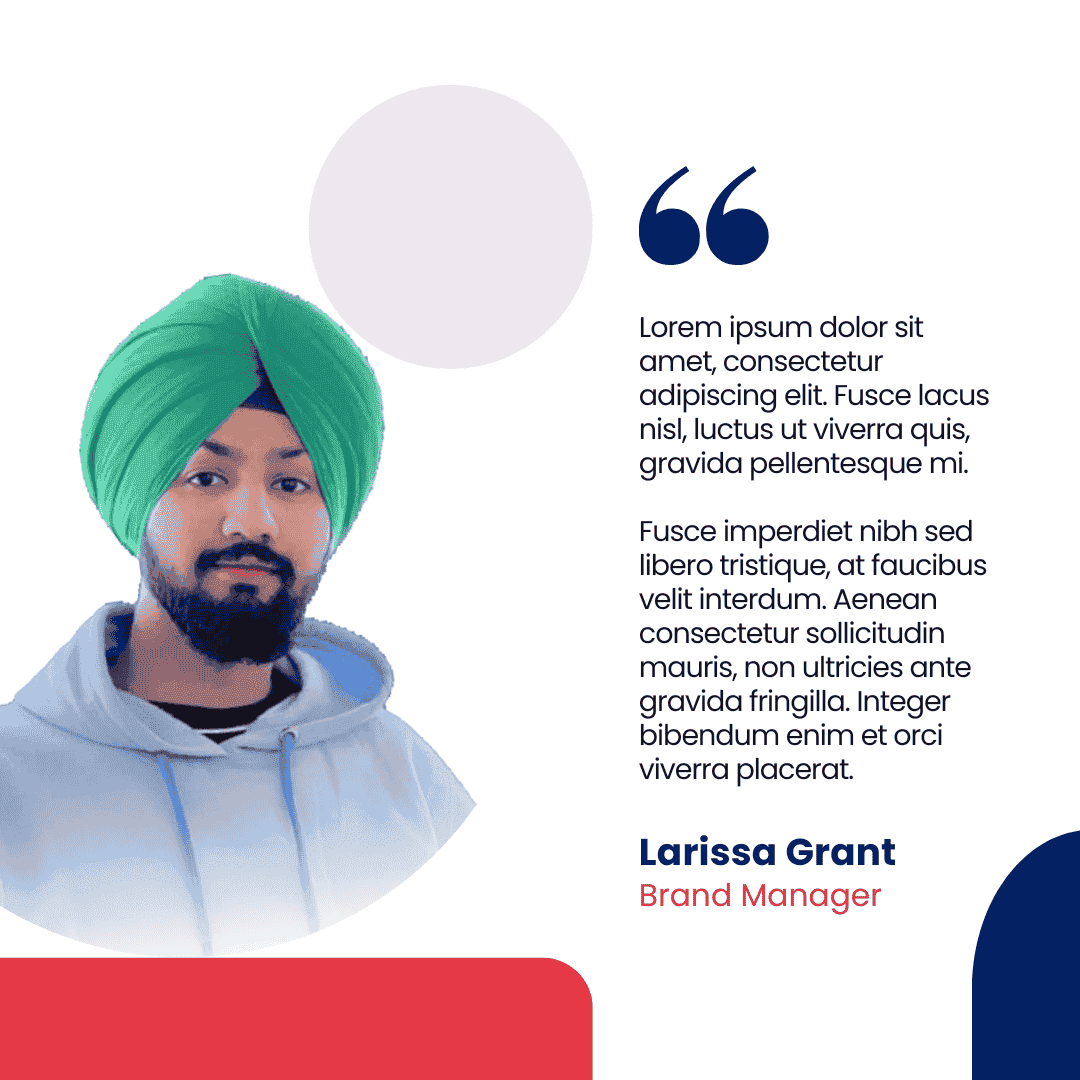 “
Lorem ipsum dolor sit
amet, consectetur
adipiscing elit. Fusce lacus
nisl, luctus ut viverra quis,
gravida pellentesque mi.
Fusce imperdiet nibh sed
libero tristique, at faucibus
velit interdum. Aenean
consectetur sollicitudin
mauris, non ultricies ante
gravida fringilla. Integer
bibendum enim et orci
viverra placerat.
Larissa Grant
Brand Manager